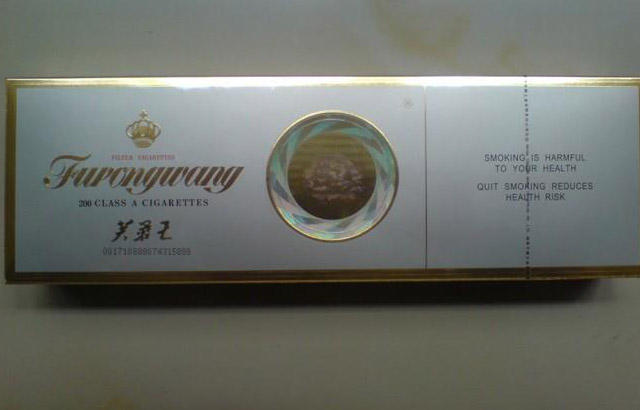 ®
FILTER CIGARETTES
Furongwang
200 CLASS A CIGARETTES
芙蓉王
SMOKING IS HARMFUL
TO YOUR HEALTH
QUIT SMOKING REDUCES
HEALTH RISK